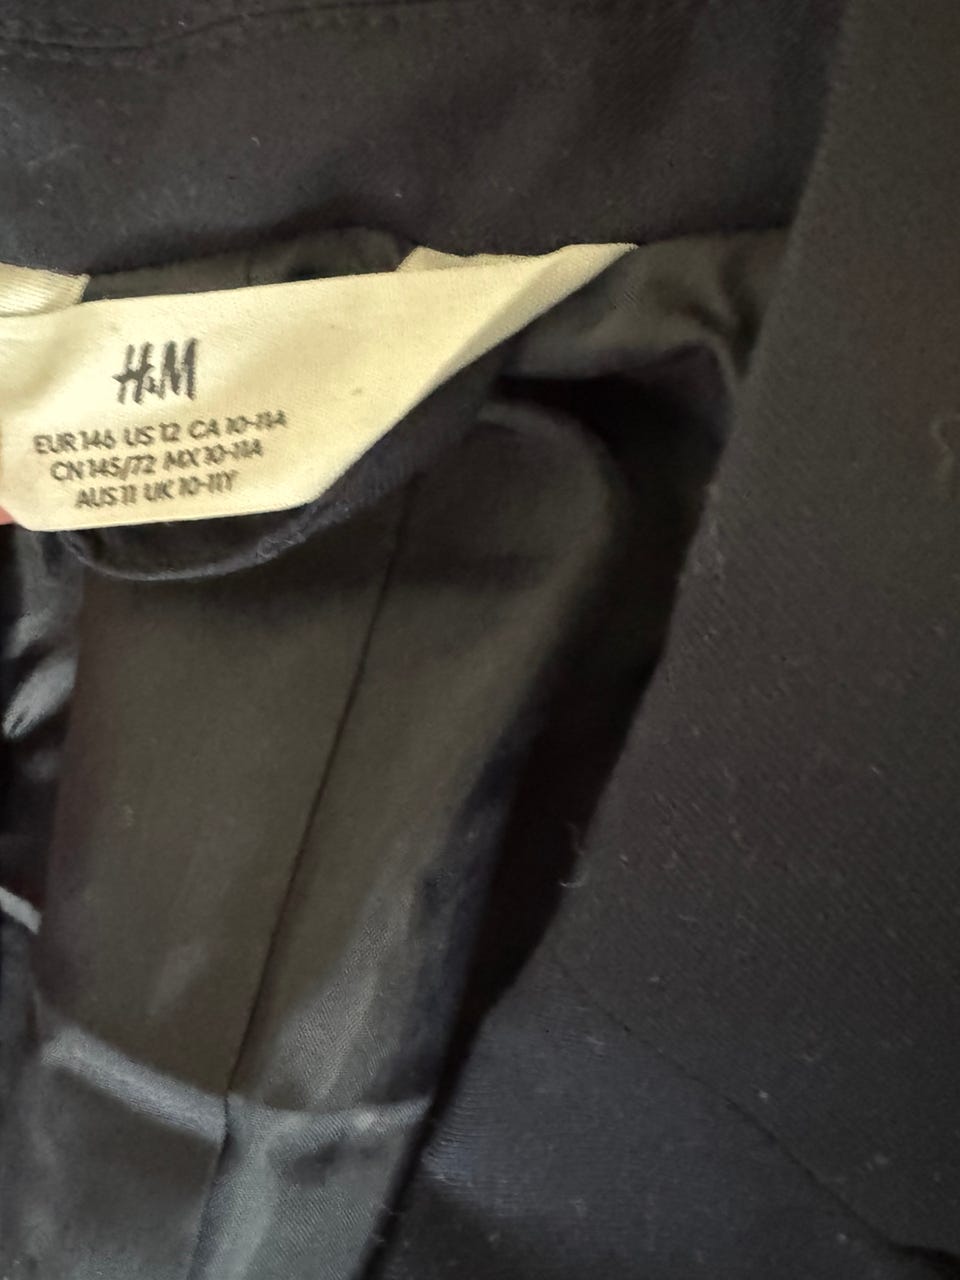 H&M
EUR 146 US 12 CA 10-11A
CN 145/72 MX 10-11A
AUS 11 UK 10-11Y